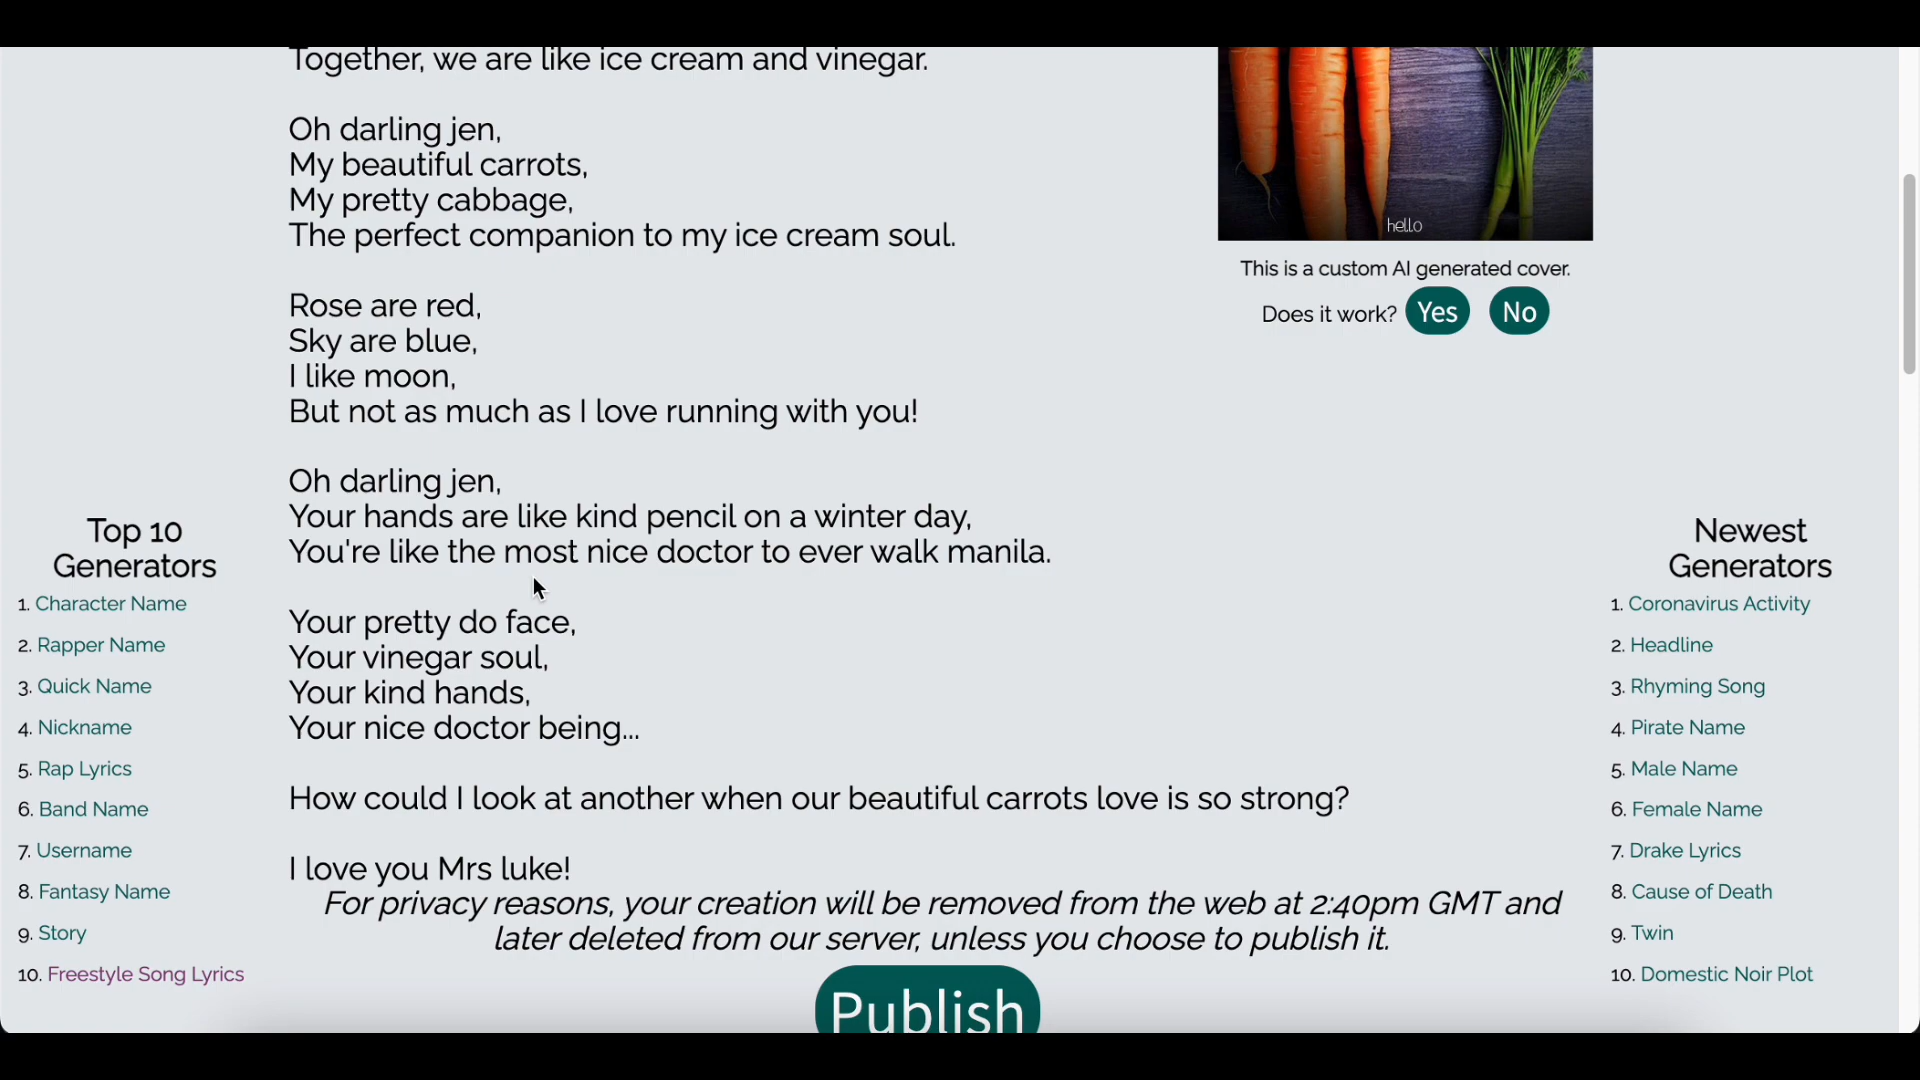 Together, we are like ice cream and vinegar.
Oh darling jen,
My beautiful carrots,
My pretty cabbage,
The perfect companion to my ice cream soul.
Rose are red,
Sky are blue,
I like moon,
But not as much as I love running with you!
Oh darling jen,
Your hands are like kind pencil on a winter day,
You're like the most nice doctor to ever walk manila.
Your pretty do face,
Your vinegar soul,
Your kind hands,
Your nice doctor being...
How could I look at another when our beautiful carrots love is so strong?
I love you Mrs luke!
For privacy reasons, your creation will be removed from the web at 2:40pm GMT and
later deleted from our server, unless you choose to publish it.
Publish
hello
This is a custom AI generated cover.
Does it work? Yes No
Top 10
Generators
1. Character Name
2. Rapper Name
3. Quick Name
4. Nickname
5. Rap Lyrics
6. Band Name
7. Username
8. Fantasy Name
9. Story
10. Freestyle Song Lyrics
Newest
Generators
1. Coronavirus Activity
2. Headline
3. Rhyming Song
4. Pirate Name
5. Male Name
6. Female Name
7. Drake Lyrics
8. Cause of Death
9. Twin
10. Domestic Noir Plot